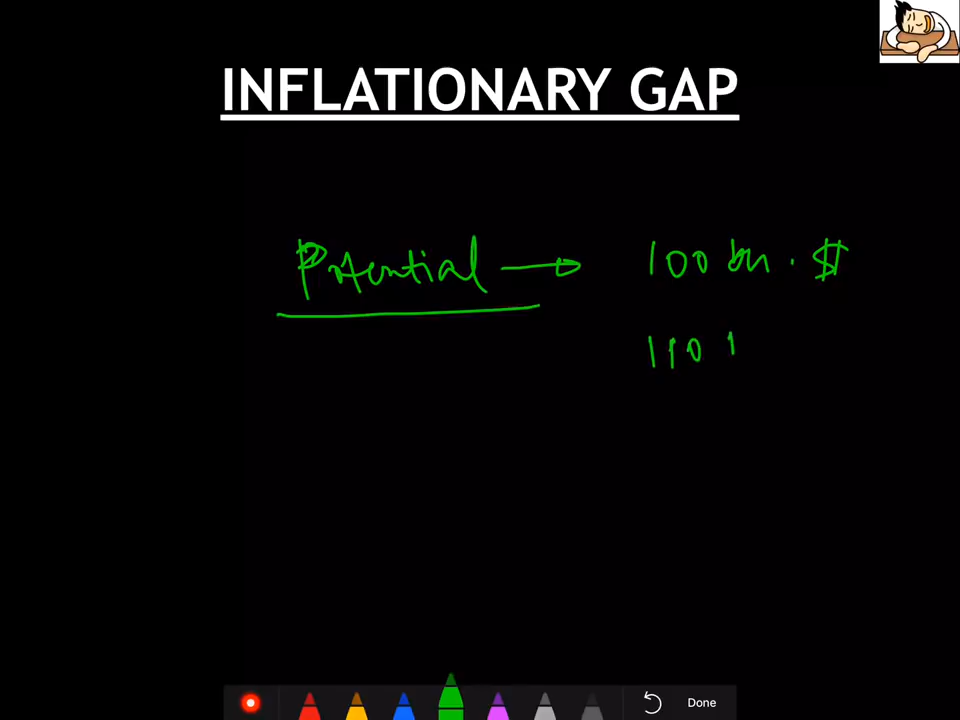 INFLATIONARY GAP
Potential → 100 bn. $
110
Done